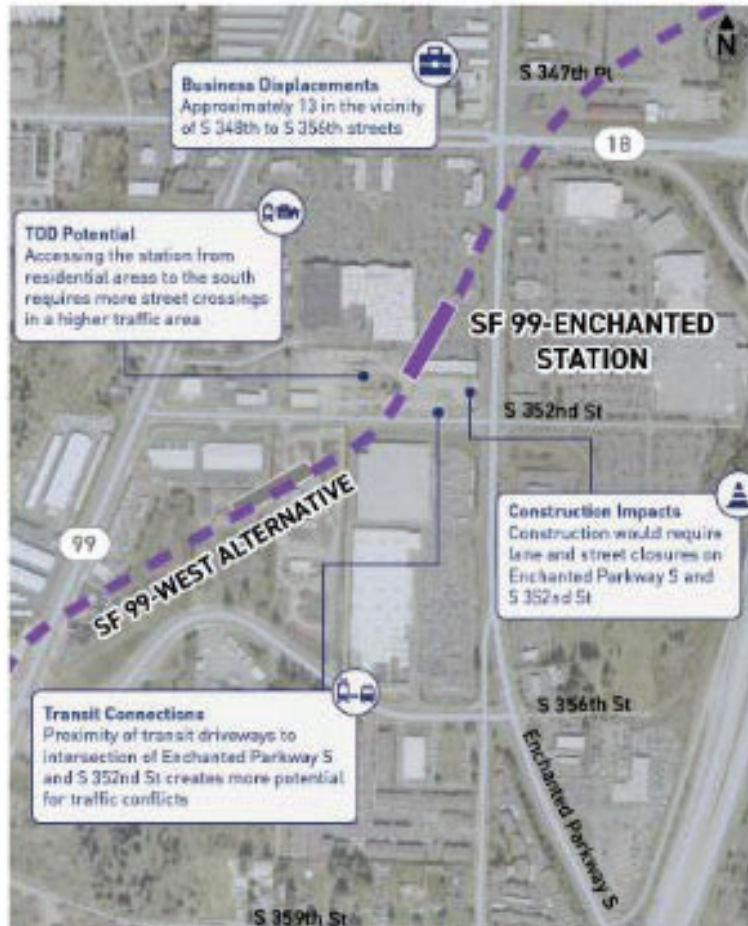 N
S 347th Pl
Business Displacements
Approximately 13 in the vicinity
of S 348th to S 356th streets
18
TOD Potential
Accessing the station from
residential areas to the south
requires more street crossings
in a higher traffic area
SF 99-ENCHANTED
STATION
S 352nd St
99
SF 99-WEST ALTERNATIVE
Construction Impacts
Construction would require
lane and street closures on
Enchanted Parkway S and
S 352nd St
Transit Connections
Proximity of transit driveways to
intersection of Enchanted Parkway S
and S 352nd St creates more potential
for traffic conflicts
S 356th St
Enchanted Parkway S
S 359th St